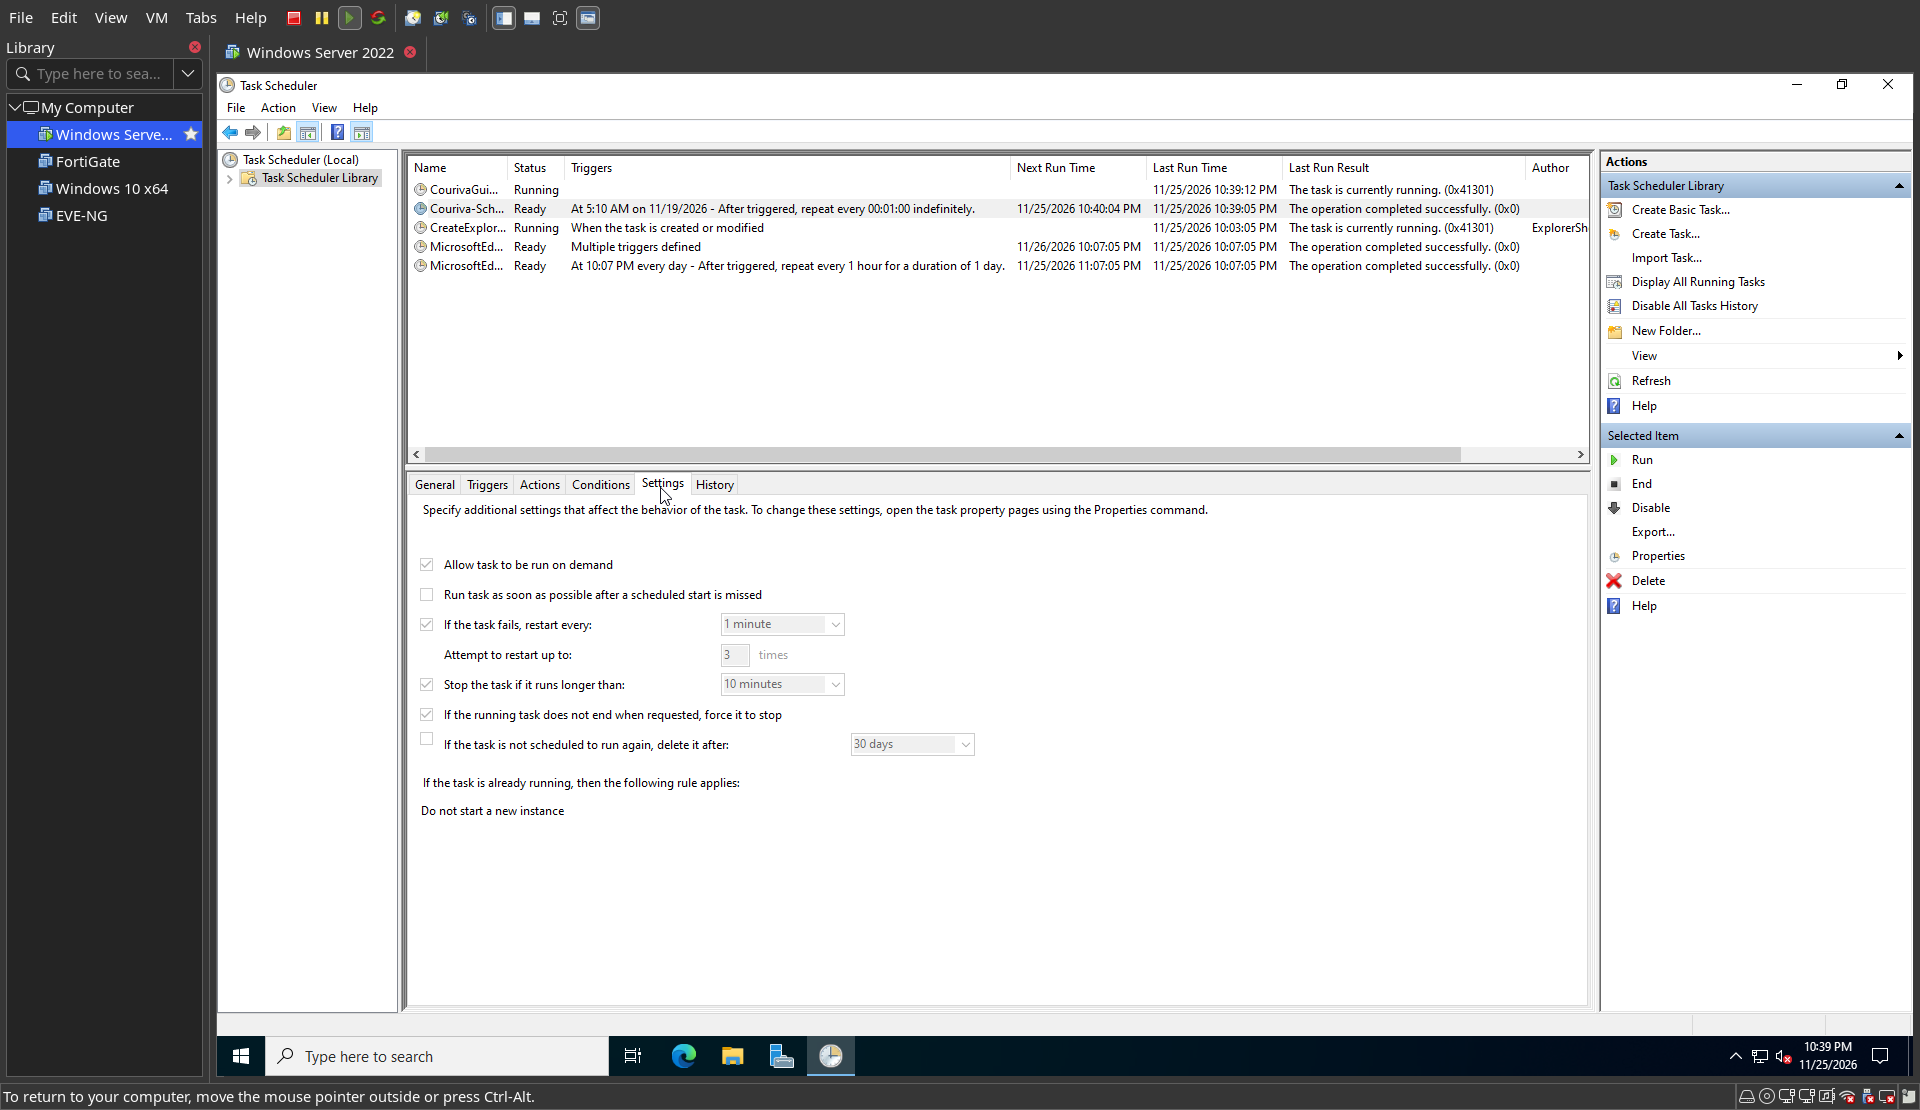 File Edit View VM Tabs Help
Library
Windows Server 2022
Type here to sea...
My Computer
Windows Serve...
FortiGate
Windows 10 x64
EVE-NG
Task Scheduler
File Action View Help
Task Scheduler (Local)
Task Scheduler Library
Name Status Triggers Next Run Time Last Run Time Last Run Result Author
CourivaGui... Running 11/25/2026 10:39:12 PM The task is currently running. (0x41301)
Couriva-Sch... Ready At 5:10 AM on 11/19/2026 - After triggered, repeat every 00:01:00 indefinitely. 11/25/2026 10:40:04 PM 11/25/2026 10:39:05 PM The operation completed successfully. (0x0)
CreateExplor... Running When the task is created or modified 11/25/2026 10:03:05 PM The task is currently running. (0x41301) ExplorerSh
MicrosoftEd... Ready Multiple triggers defined 11/26/2026 10:07:05 PM 11/25/2026 10:07:05 PM The operation completed successfully. (0x0)
MicrosoftEd... Ready At 10:07 PM every day - After triggered, repeat every 1 hour for a duration of 1 day. 11/25/2026 11:07:05 PM 11/25/2026 10:07:05 PM The operation completed successfully. (0x0)
General Triggers Actions Conditions Settings History
Specify additional settings that affect the behavior of the task. To change these settings, open the task property pages using the Properties command.
Allow task to be run on demand
Run task as soon as possible after a scheduled start is missed
If the task fails, restart every: 1 minute
Attempt to restart up to: 3 times
Stop the task if it runs longer than: 10 minutes
If the running task does not end when requested, force it to stop
If the task is not scheduled to run again, delete it after: 30 days
If the task is already running, then the following rule applies:
Do not start a new instance
Actions
Task Scheduler Library
Create Basic Task...
Create Task...
Import Task...
Display All Running Tasks
Disable All Tasks History
New Folder...
View
Refresh
Help
Selected Item
Run
End
Disable
Export...
Properties
Delete
Help
Type here to search
10:39 PM
11/25/2026
To return to your computer, move the mouse pointer outside or press Ctrl-Alt.